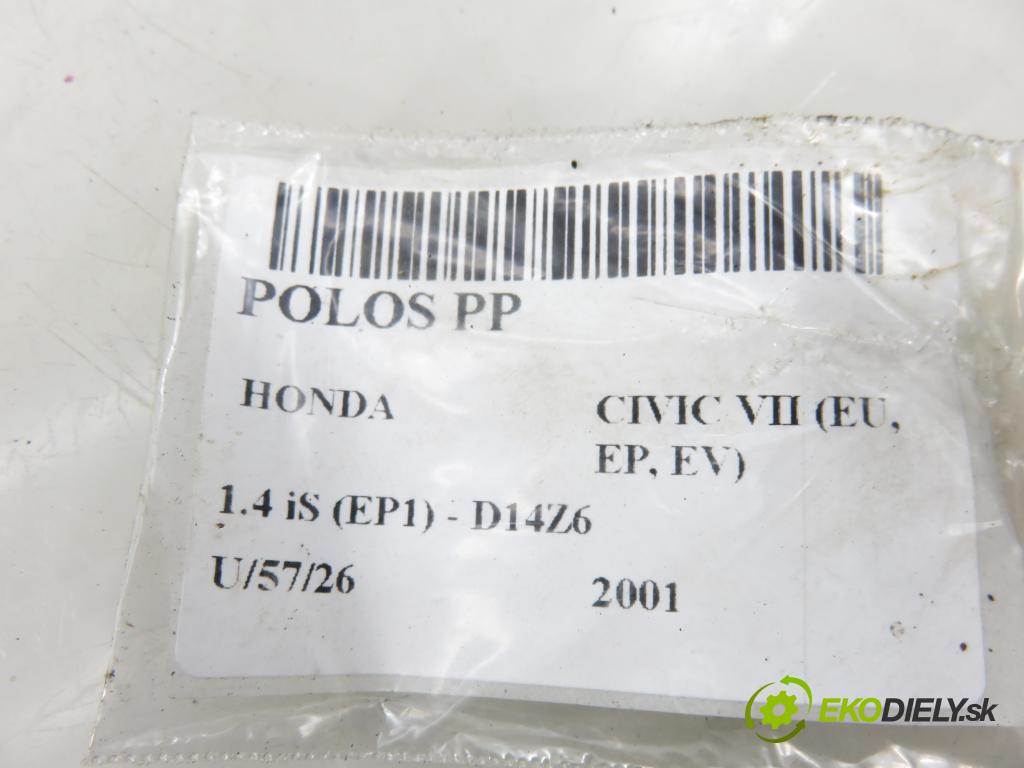 POLOS PP
HONDA
CIVIC VII (EU,
EP, EV)
1.4 iS (EP1) - D14Z6
U/57/26
2001
EKODIELY.sk